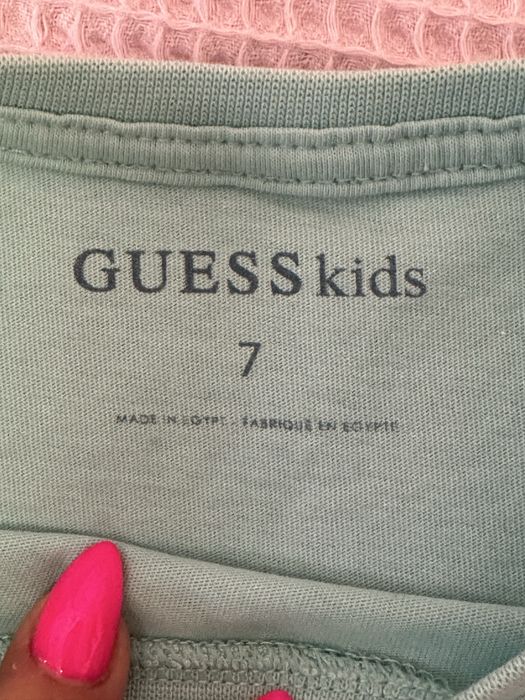 GUESS kids
7
MADE IN EGYPT - FABRIQUÉ EN EGYPTE